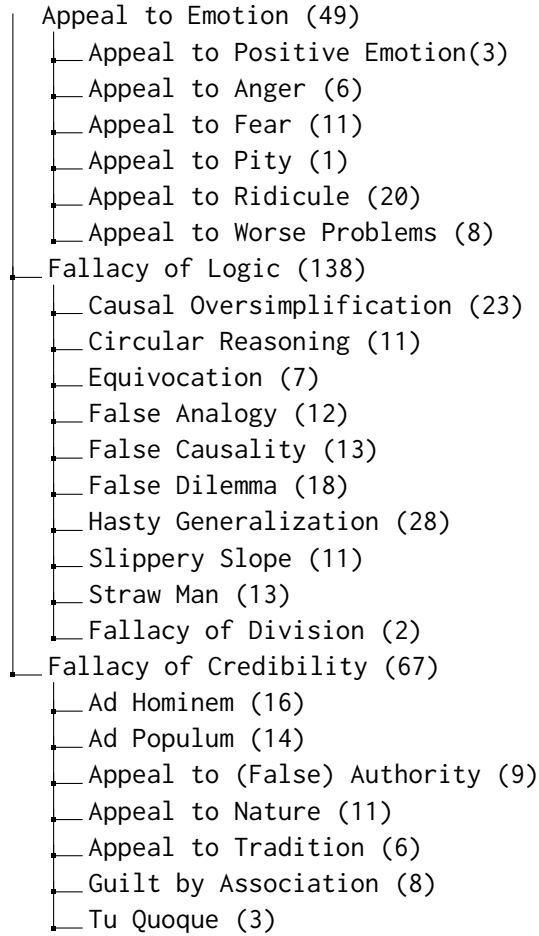 Appeal to Emotion (49)
Appeal to Positive Emotion(3)
Appeal to Anger (6)
Appeal to Fear (11)
Appeal to Pity (1)
Appeal to Ridicule (20)
Appeal to Worse Problems (8)
Fallacy of Logic (138)
Causal Oversimplification (23)
Circular Reasoning (11)
Equivocation (7)
False Analogy (12)
False Causality (13)
False Dilemma (18)
Hasty Generalization (28)
Slippery Slope (11)
Straw Man (13)
Fallacy of Division (2)
Fallacy of Credibility (67)
Ad Hominem (16)
Ad Populum (14)
Appeal to (False) Authority (9)
Appeal to Nature (11)
Appeal to Tradition (6)
Guilt by Association (8)
Tu Quoque (3)